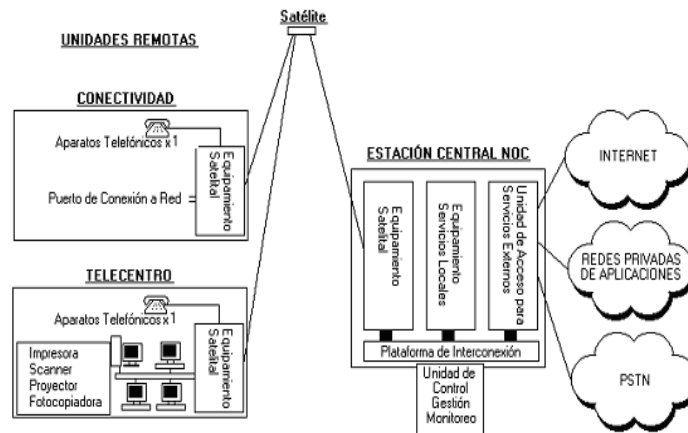 Satélite
UNIDADES REMOTAS
CONECTIVIDAD
Aparatos Telefónicos x 1
Equipamiento
Satelital
Puerto de Conexión a Red
TELECENTRO
Aparatos Telefónicos x 1
Equipamiento
Satelital
Impresora
Scanner
Proyector
Fotocopiadora
ESTACIÓN CENTRAL NOC
Equipamiento
Satelital
Equipamiento
Servicios Locales
Unidad de Acceso para
Servicios Externos
Plataforma de Interconexión
Unidad de
Control
Gestión
Monitoreo
INTERNET
REDES PRIVADAS
DE APLICACIONES
PSTN